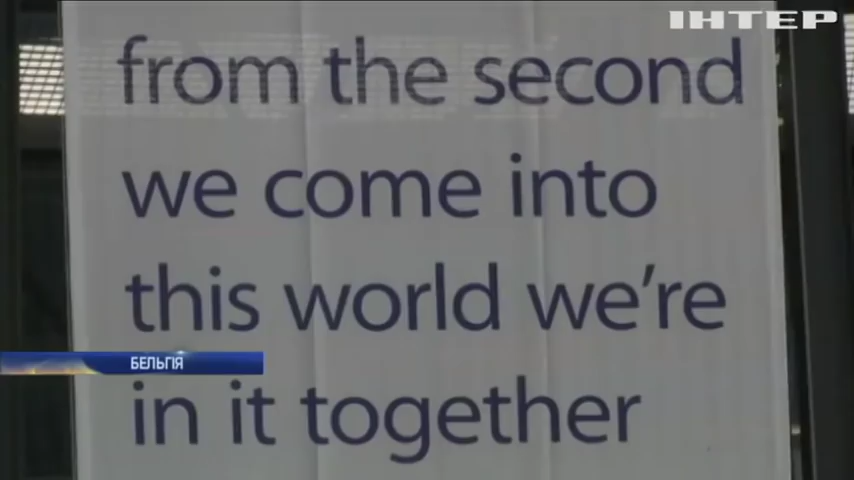 ІНТЕР
from the second
we come into
this world we're
БЕЛЬГІЯ
in it together